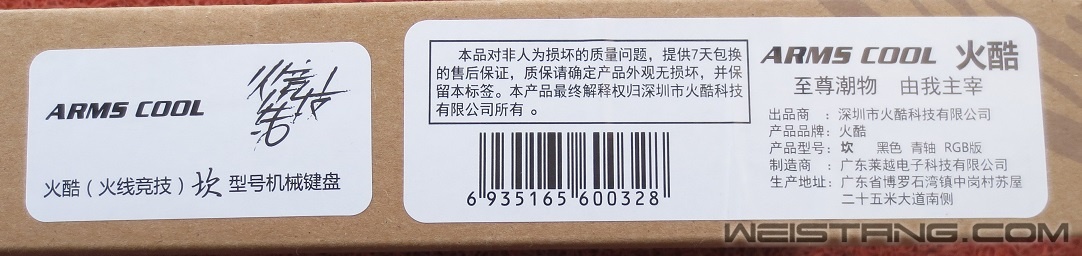 ARMS COOL
火酷（火线竞技）坎 型号机械键盘
本品对非人为损坏的质量问题，提供7天包换
的售后保证，质保请确定产品外观无损坏，并保
留本标签。本产品最终解释权归深圳市火酷科技
有限公司所有 。
6 935165 600328
ARMS COOL 火酷
至尊潮物 由我主宰
出品商 ：深圳市火酷科技有限公司
产品品牌：火酷
产品型号：坎 黑色 青轴 RGB版
制造商 ：广东莱越电子科技有限公司
生产地址：广东省博罗石湾镇中岗村苏屋
二十五米大道南侧
WEISTANG.COM